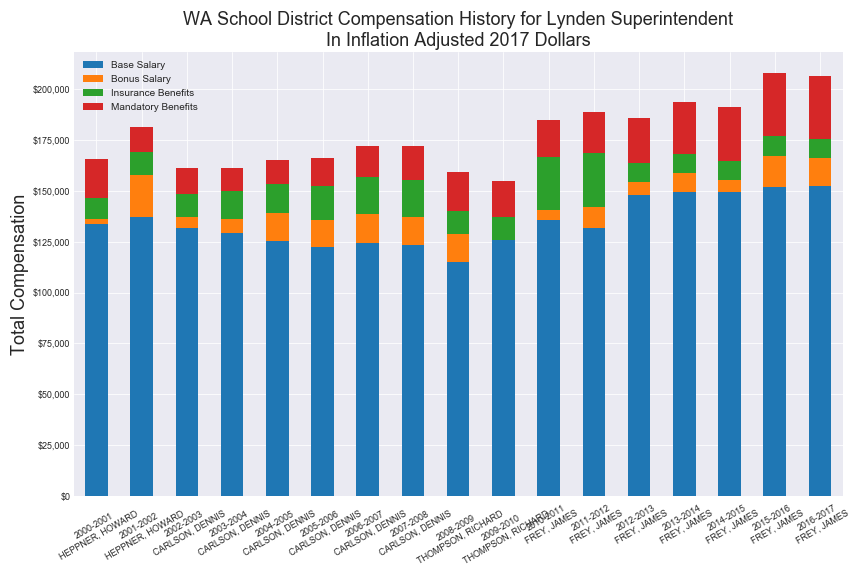 WA School District Compensation History for Lynden Superintendent
In Inflation Adjusted 2017 Dollars
Base Salary
Bonus Salary
Insurance Benefits
Mandatory Benefits
Total Compensation
$200,000
$175,000
$150,000
$125,000
$100,000
$75,000
$50,000
$25,000
$0
2000-2001
HEPPNER, HOWARD
2001-2002
HEPPNER, HOWARD
2002-2003
CARLSON, DENNIS
2003-2004
CARLSON, DENNIS
2004-2005
CARLSON, DENNIS
2005-2006
CARLSON, DENNIS
2006-2007
CARLSON, DENNIS
2007-2008
CARLSON, DENNIS
2008-2009
THOMPSON, RICHARD
2009-2010
THOMPSON, RICHARD
2010-2011
FREY, JAMES
2011-2012
FREY, JAMES
2012-2013
FREY, JAMES
2013-2014
FREY, JAMES
2014-2015
FREY, JAMES
2015-2016
FREY, JAMES
2016-2017
FREY, JAMES